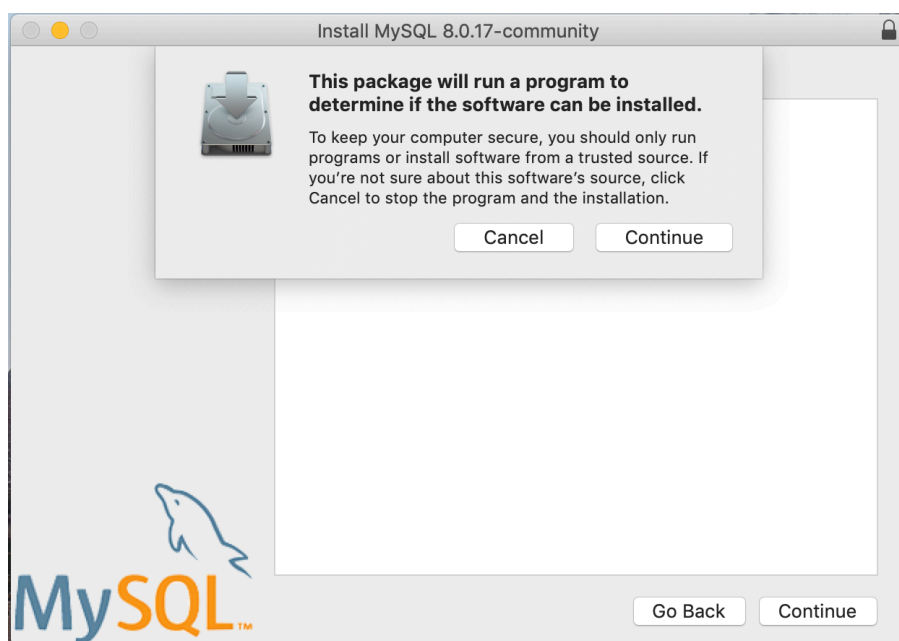 Install MySQL 8.0.17-community
This package will run a program to
determine if the software can be installed.
To keep your computer secure, you should only run
programs or install software from a trusted source. If
you’re not sure about this software’s source, click
Cancel to stop the program and the installation.
Cancel Continue
MySQL™
Go Back Continue